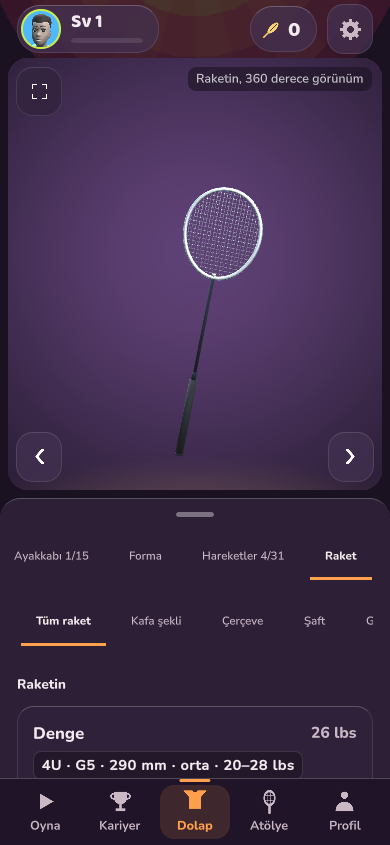 Sv 1
0
Raketin, 360 derece görünüm
Ayakkabı 1/15
Forma
Hareketler 4/31
Raket
Tüm raket
Kafa şekli
Çerçeve
Şaft
Raketin
Denge
26 lbs
4U · G5 · 290 mm · orta · 20–28 lbs
Oyna
Kariyer
Dolap
Atölye
Profil